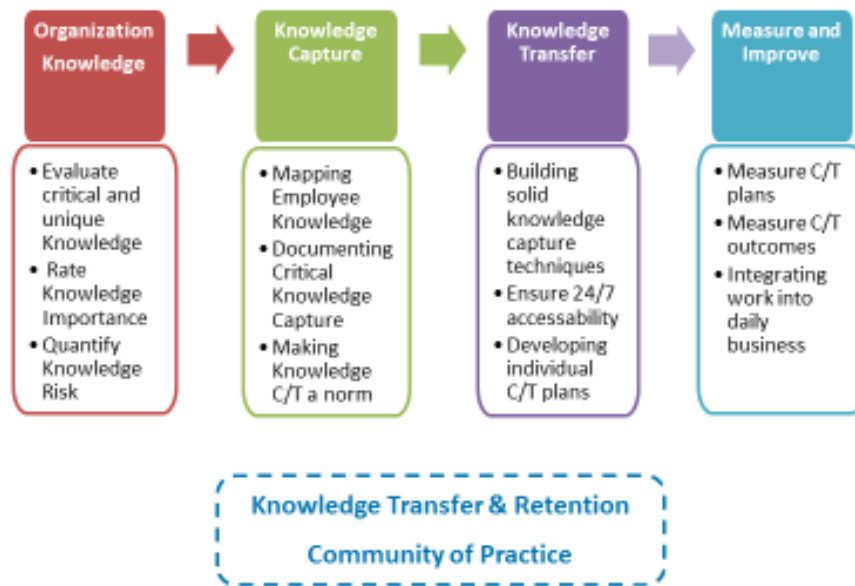 Organization
Knowledge
Knowledge
Capture
Knowledge
Transfer
Measure and
Improve
• Evaluate
critical and
unique
Knowledge
• Rate
Knowledge
Importance
• Quantify
Knowledge
Risk
• Mapping
Employee
Knowledge
• Documenting
Critical
Knowledge
Capture
• Making
Knowledge
C/T a norm
• Building
solid
knowledge
capture
techniques
• Ensure 24/7
accessability
• Developing
individual
C/T plans
• Measure C/T
plans
• Measure C/T
outcomes
• Integrating
work into
daily
business
Knowledge Transfer & Retention
Community of Practice